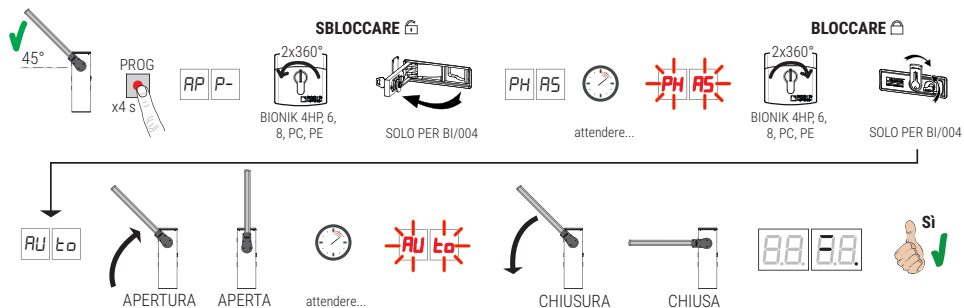 SBLOCCARE
BLOCCARE
45°
PROG
x4 s
AP P-
2x360°
BIONIK 4HP, 6,
8, PC, PE
SOLO PER BI/004
PH AS
attendere...
PH AS
2x360°
BIONIK 4HP, 6,
8, PC, PE
SOLO PER BI/004
AU to
APERTURA
APERTA
attendere...
AU to
CHIUSURA
CHIUSA
Sì